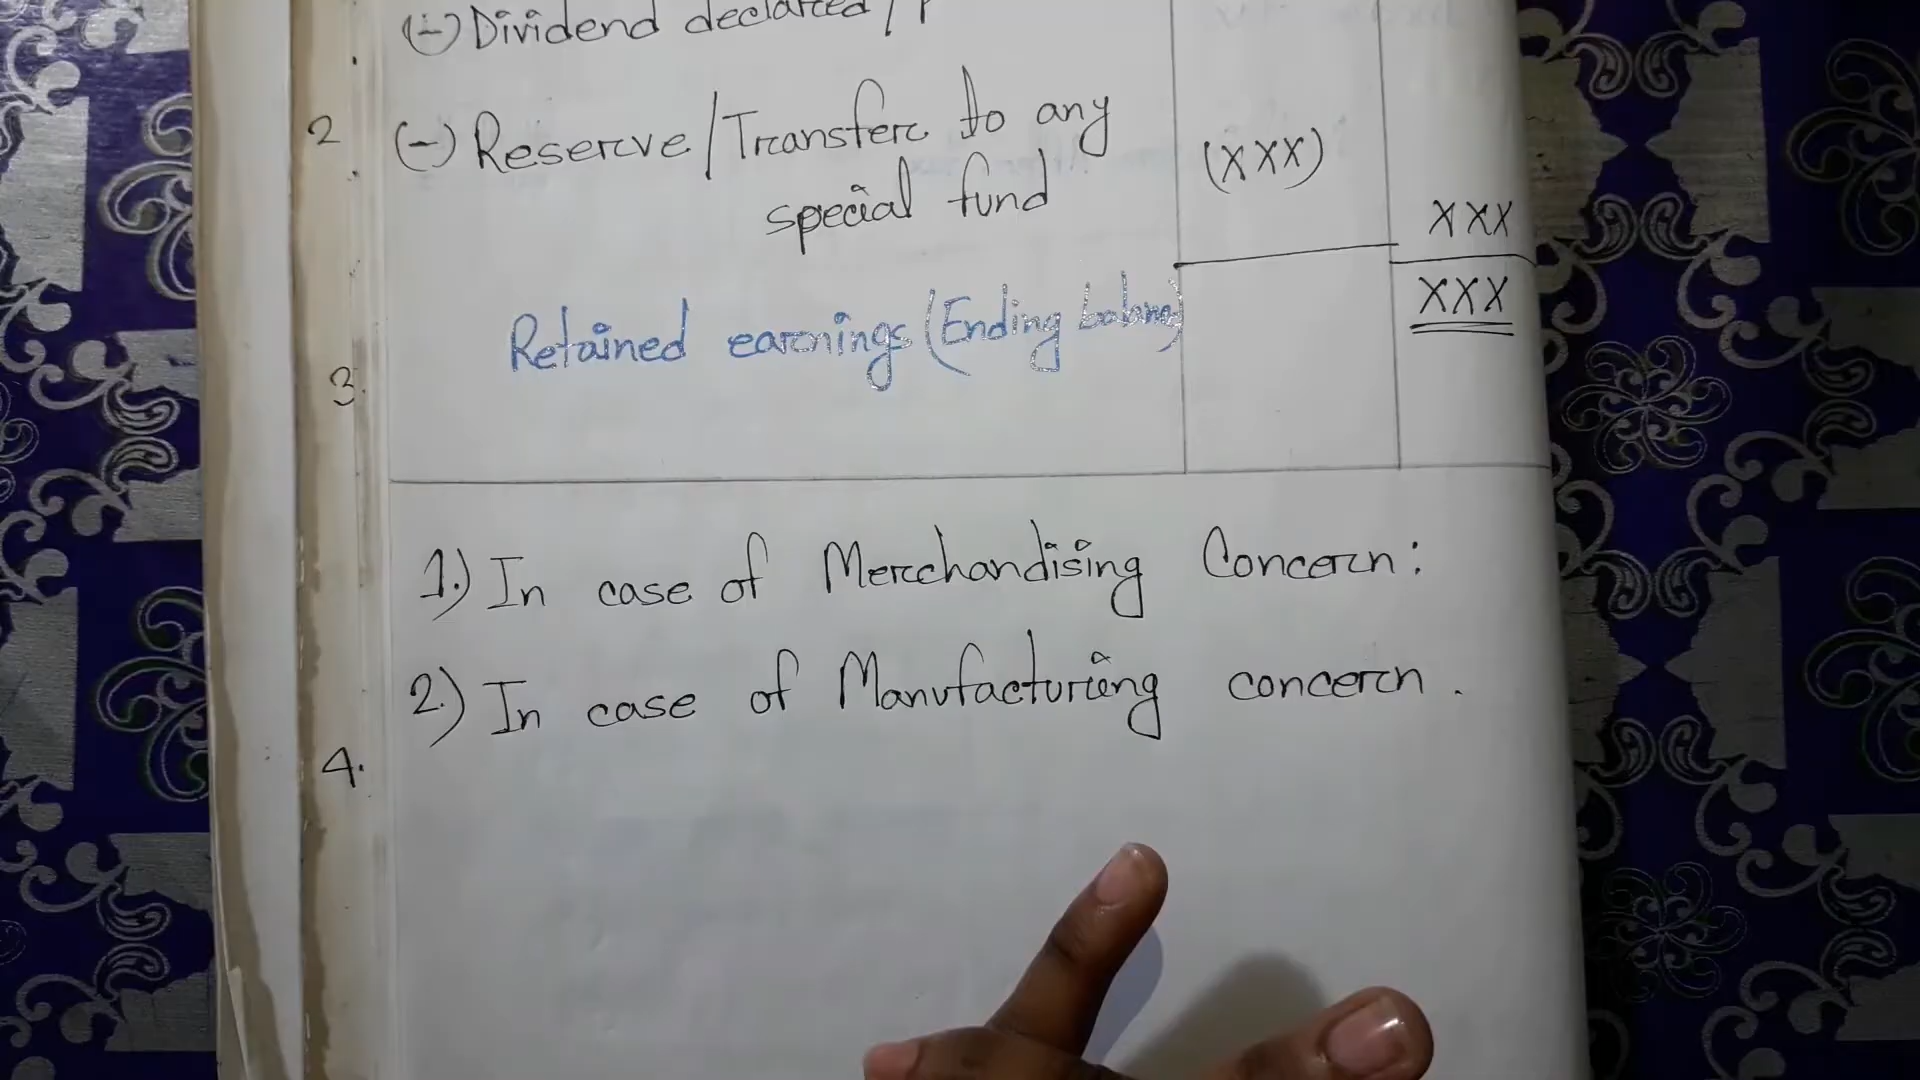 (-) Dividend declared /
2 (-) Reserve/Transfer to any (XXX)
special fund XXX
Retained earnings (Ending balance) XXX
3.
1.) In case of Merchandising Concern:
2.) In case of Manufacturing concern.
4.